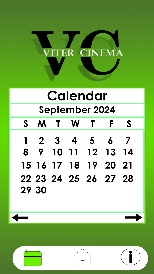 VC
VITER CINEMA
Calendar
September 2024
S M T W T F S
1 2 3 4 5 6 7
8 9 10 11 12 13 14
15 16 17 18 19 20 21
22 23 24 25 26 27 28
29 30
i